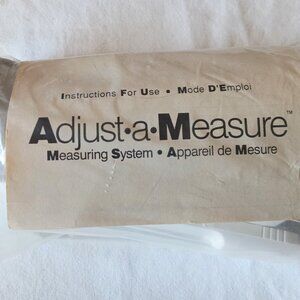 Instructions For Use • Mode D'Emploi
Adjust•a•Measure™
Measuring System • Appareil de Mesure